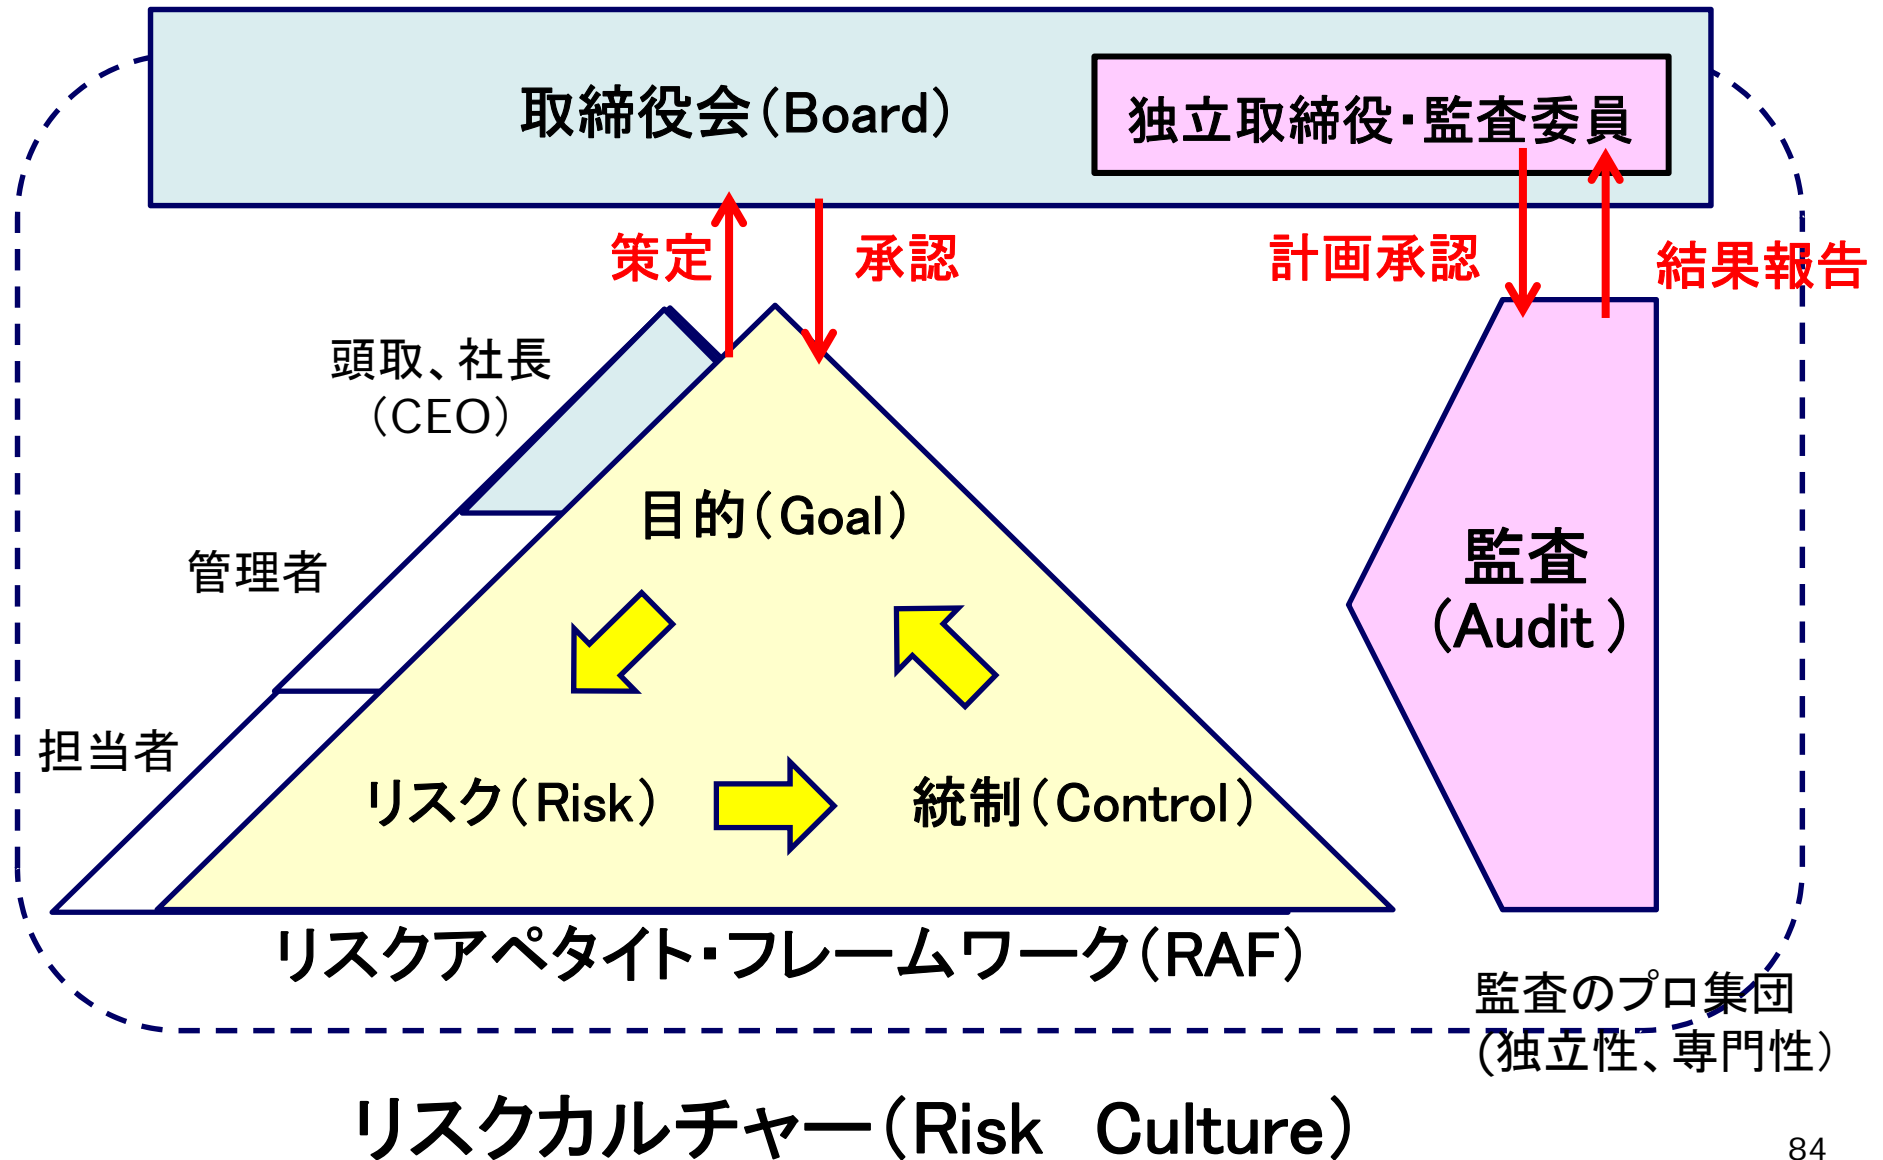 取締役会（Board）
独立取締役・監査委員
策定
承認
計画承認
結果報告
頭取、社長
（CEO）
目的（Goal）
管理者
監査
（Audit ）
担当者
リスク（Risk）
統制（Control）
リスクアペタイト・フレームワーク（RAF）
監査のプロ集団
(独立性、専門性）
リスクカルチャー（Risk　Culture）
84